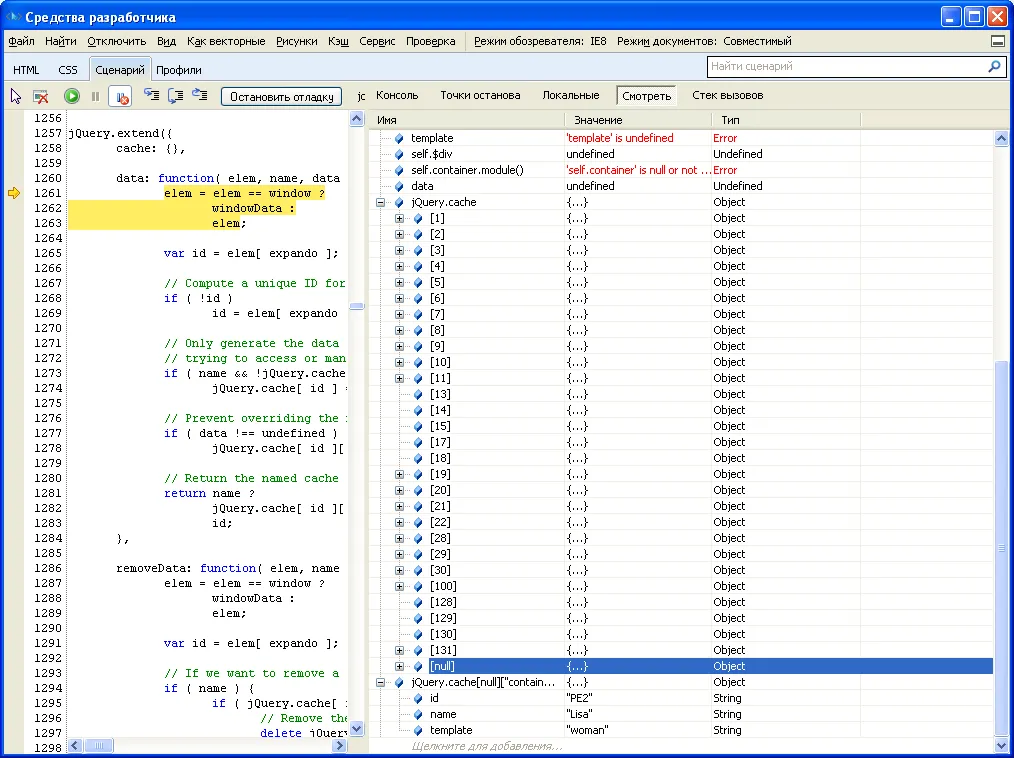 Средства разработчика
Файл Найти Отключить Вид Как векторные Рисунки Кэш Сервис Проверка Режим обозревателя: IE8 Режим документов: Совместимый
HTML CSS Сценарий Профили Найти сценарий
Остановить отладку jc Консоль Точки останова Локальные Смотреть Стек вызовов
Имя Значение Тип
1256
1257 jQuery.extend({
1258 cache: {},
1259
1260 data: function( elem, name, data
1261 elem = elem == window ?
1262 windowData :
1263 elem;
1264
1265 var id = elem[ expando ];
1266
1267 // Compute a unique ID for
1268 if ( !id )
1269 id = elem[ expando
1270
1271 // Only generate the data
1272 // trying to access or man
1273 if ( name && !jQuery.cache
1274 jQuery.cache[ id ] =
1275
1276 // Prevent overriding the
1277 if ( data !== undefined )
1278 jQuery.cache[ id ][
1279
1280 // Return the named cache
1281 return name ?
1282 jQuery.cache[ id ][
1283 id;
1284 },
1285
1286 removeData: function( elem, name
1287 elem = elem == window ?
1288 windowData :
1289 elem;
1290
1291 var id = elem[ expando ];
1292
1293 // If we want to remove a
1294 if ( name ) {
1295 if ( jQuery.cache[
1296 // Remove the
1297 delete jQuery
1298
template 'template' is undefined Error
self.$div undefined Undefined
self.container.module() 'self.container' is null or not ... Error
data undefined Undefined
jQuery.cache {...} Object
[1] {...} Object
[2] {...} Object
[3] {...} Object
[4] {...} Object
[5] {...} Object
[6] {...} Object
[7] {...} Object
[8] {...} Object
[9] {...} Object
[10] {...} Object
[11] {...} Object
[13] {...} Object
[14] {...} Object
[15] {...} Object
[17] {...} Object
[18] {...} Object
[19] {...} Object
[20] {...} Object
[21] {...} Object
[22] {...} Object
[28] {...} Object
[29] {...} Object
[30] {...} Object
[100] {...} Object
[128] {...} Object
[129] {...} Object
[130] {...} Object
[131] {...} Object
[null] {...} Object
jQuery.cache[null]["contain... {...} Object
id "PE2" String
name "Lisa" String
template "woman" String
Щелкните для добавления...